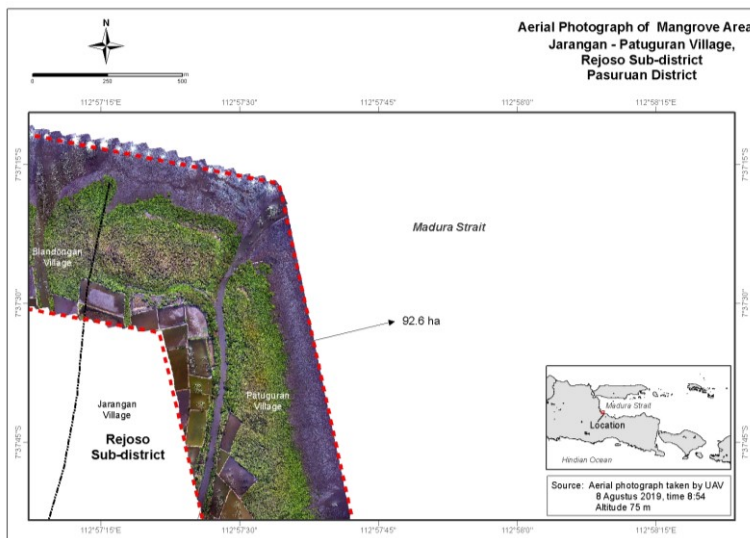 Aerial Photograph of Mangrove Area
Jarangan - Patuguran Village,
Rejoso Sub-district
Pasuruan District
N
0 250 500
m
112°57'15"E 112°57'30" 112°57'45" 112°58'0" 112°58'15"E
7°37'15"S
7°37'15"S
Madura Strait
Blandongan
Village
7°37'30"
7°37'30"
92.6 ha
Patuguran
Village
Jarangan
Village
Rejoso
Sub-district
Madura Strait
Location
Hindian Ocean
7°37'45"S
7°37'45"S
Source: Aerial photograph taken by UAV
8 Agustus 2019, time 8:54
Altitude 75 m
112°57'15"E 112°57'30" 112°57'45" 112°58'0" 112°58'15"E